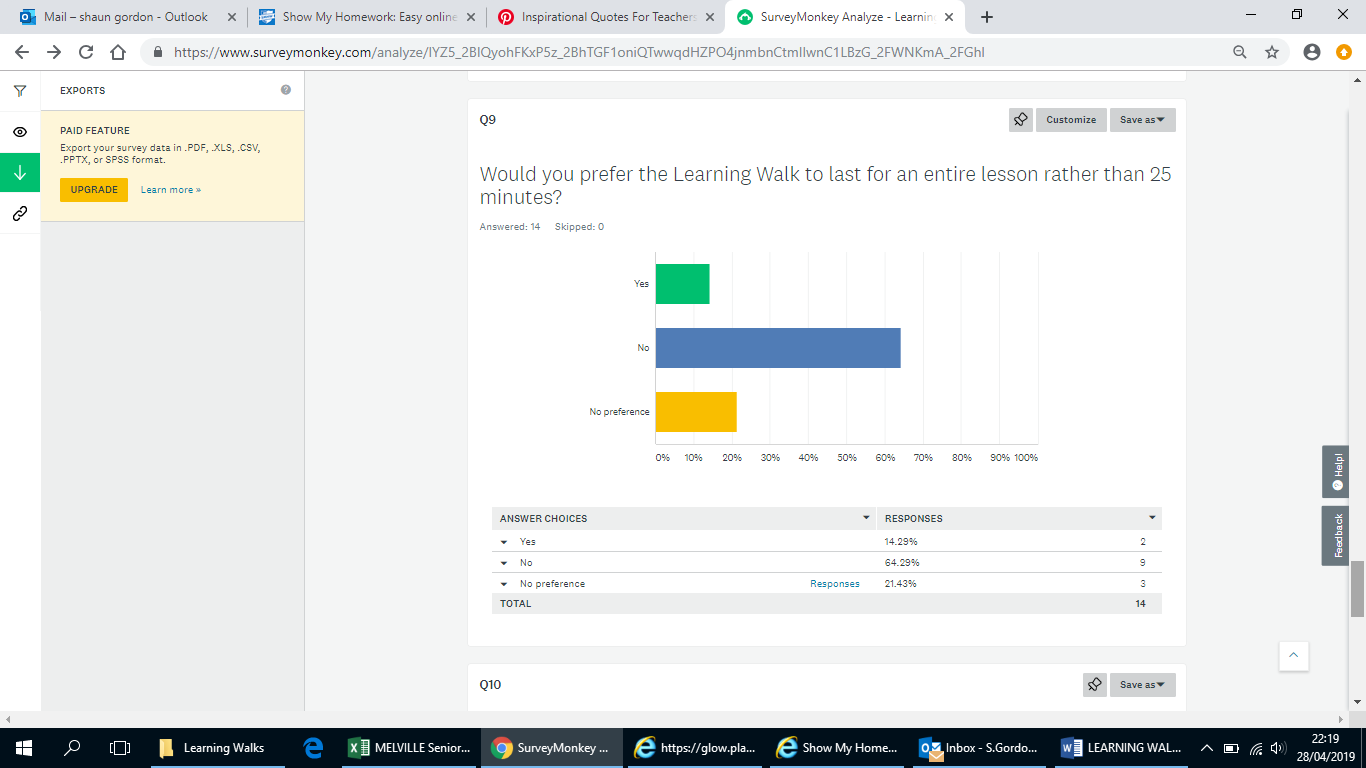 Mail – shaun gordon - Outlook
Show My Homework: Easy online
Inspirational Quotes For Teachers
SurveyMonkey Analyze - Learnin
https://www.surveymonkey.com/analyze/
EXPORTS
PAID FEATURE
Export your survey data in .PDF, .XLS, .CSV,
.PPTX, or SPSS format.
UPGRADE Learn more »
Q9
Customize
Save as
Would you prefer the Learning Walk to last for an entire lesson rather than 25
minutes?
Answered: 14 Skipped: 0
Yes
No
No preference
0% 10% 20% 30% 40% 50% 60% 70% 80% 90% 100%
ANSWER CHOICES RESPONSES
Yes 14.29% 2
No 64.29% 9
No preference Responses 21.43% 3
TOTAL 14
Q10
Save as
Help!
Feedback
Learning Walks
MELVILLE Senior...
SurveyMonkey ...
https://glow.pla...
Show My Home...
Inbox - S.Gordo...
LEARNING WAL...
22:19
28/04/2019